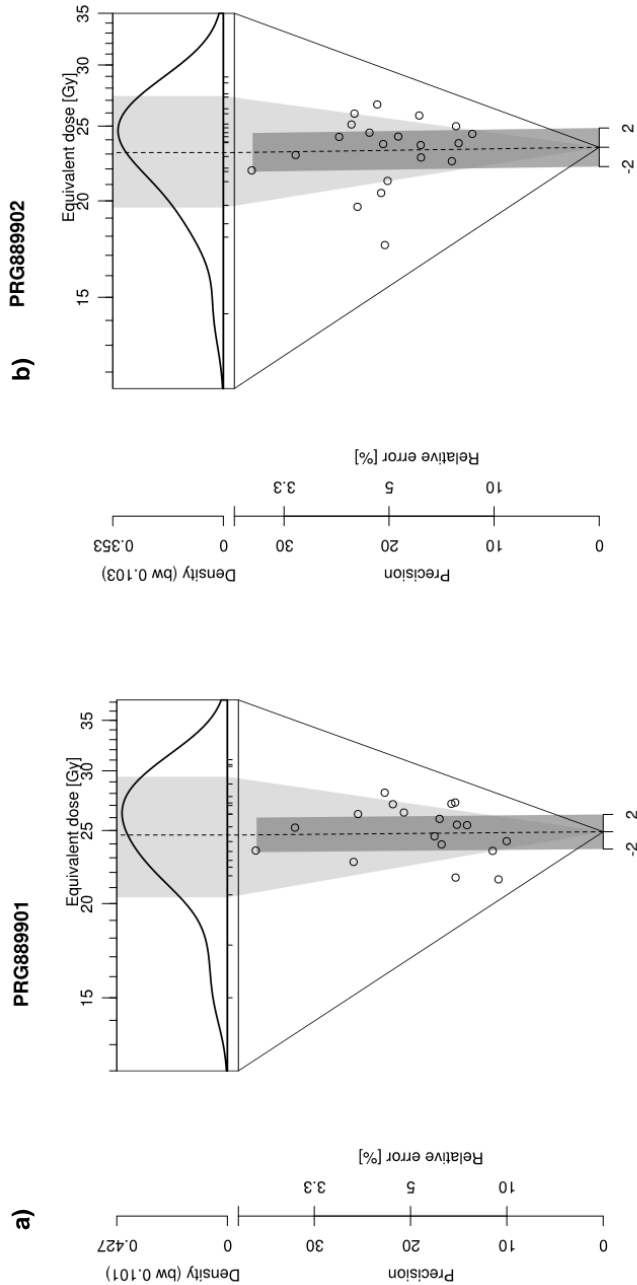 a)
PRG889901
Equivalent dose [Gy]
15
20
25
30
35
Density (bw 0.101)
0
0.427
Precision
0
10
20
30
Relative error [%]
10
5
3.3
-2
2
b)
PRG889902
Equivalent dose [Gy]
15
20
25
30
35
Density (bw 0.103)
0
0.353
Precision
0
10
20
30
Relative error [%]
10
5
3.3
-2
2